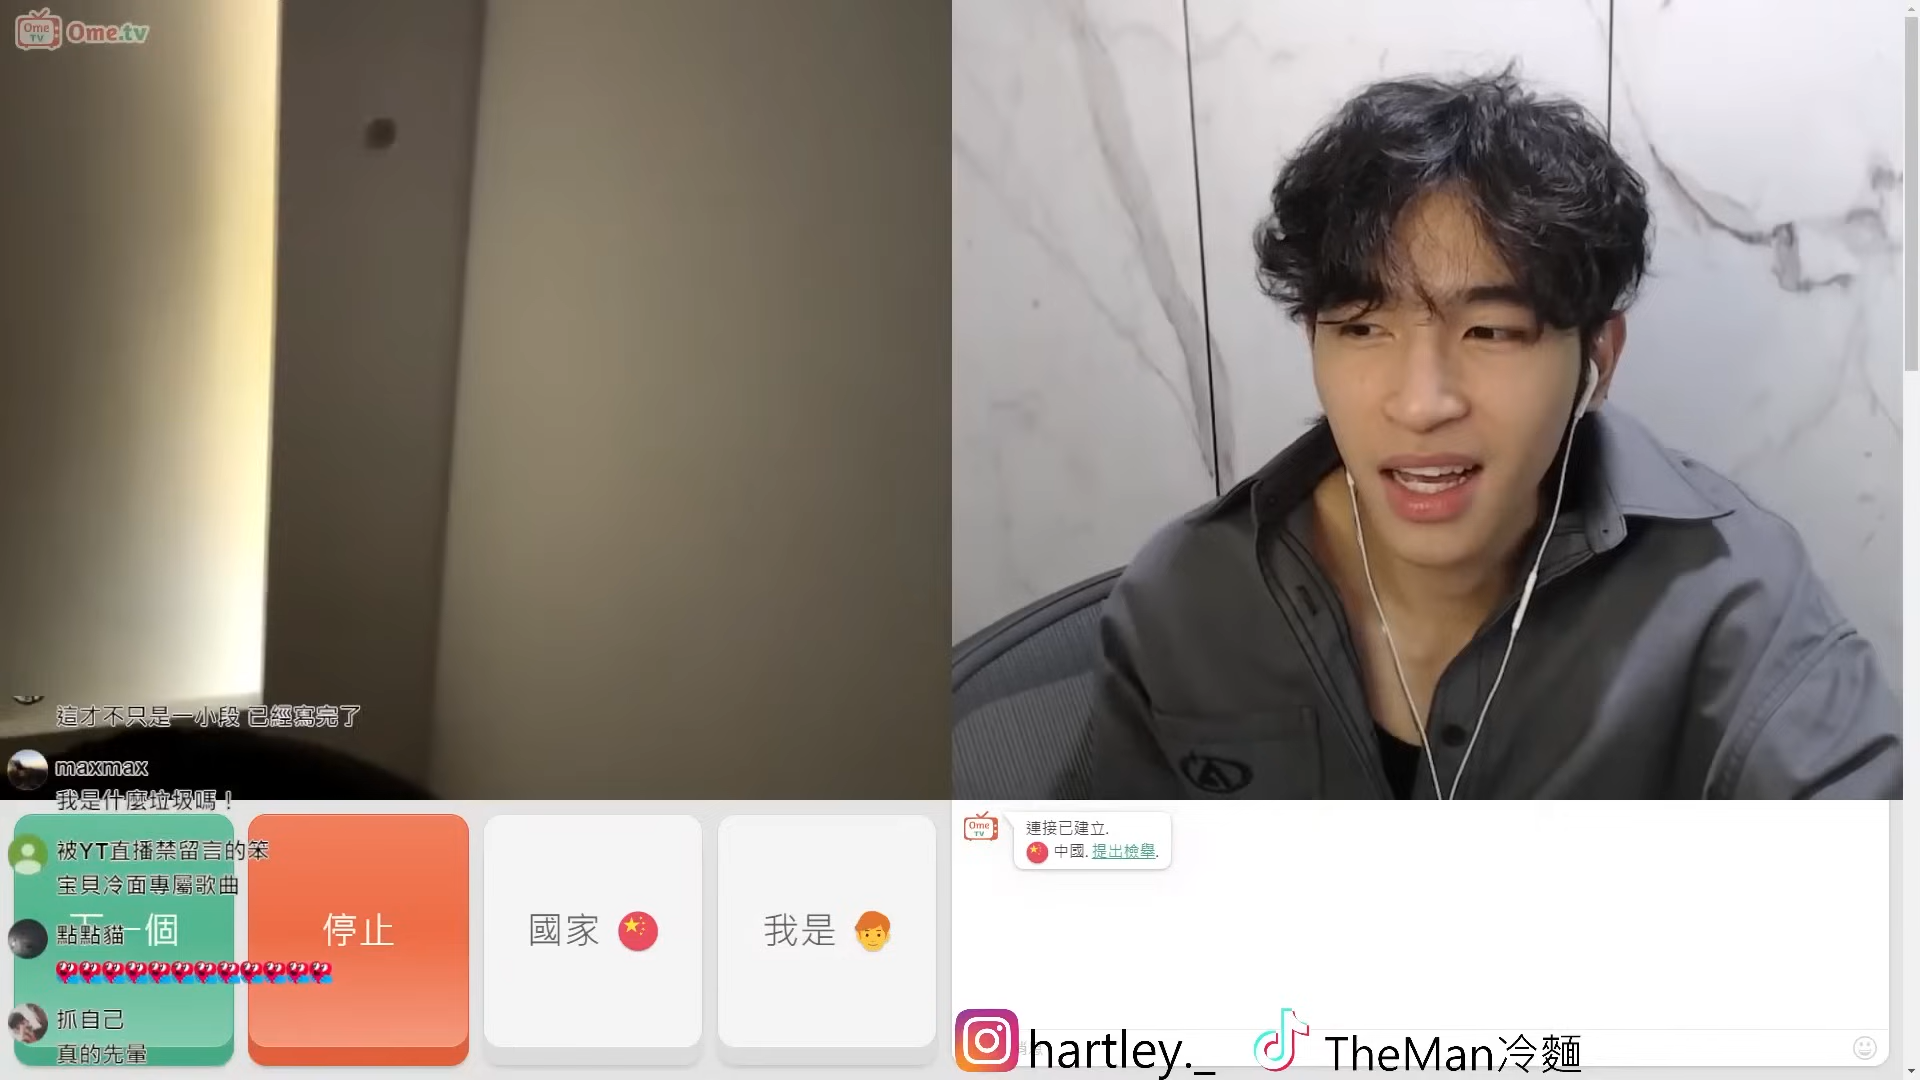 Ome TV Ome.tv
這才不只是一小段 已經寫完了
maxmax
我是什麼垃圾嗎！
被YT直播禁留言的笨
宝貝冷面專屬歌曲
點點貓
抓自己
真的先暈
下一個
停止
國家
我是
Ome TV
連接已建立.
中國. 提出檢舉.
hartley._
TheMan冷麵